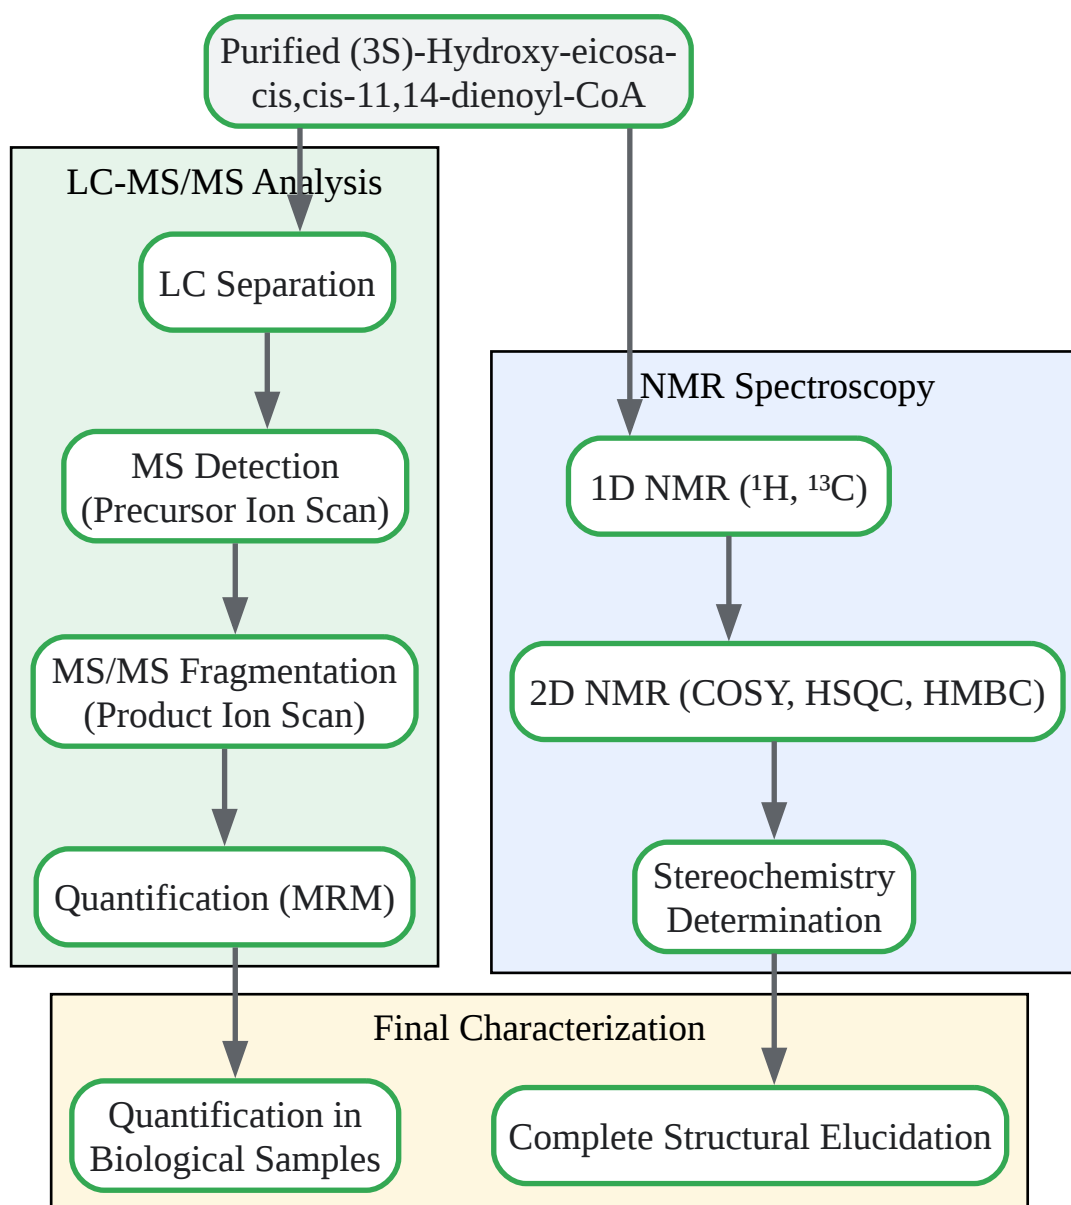 Purified (3S)-Hydroxy-eicosa-
cis,cis-11,14-dienoyl-CoA
LC-MS/MS Analysis
LC Separation
MS Detection
(Precursor Ion Scan)
MS/MS Fragmentation
(Product Ion Scan)
Quantification (MRM)
NMR Spectroscopy
1D NMR (¹H, ¹³C)
2D NMR (COSY, HSQC, HMBC)
Stereochemistry
Determination
Final Characterization
Quantification in
Biological Samples
Complete Structural Elucidation